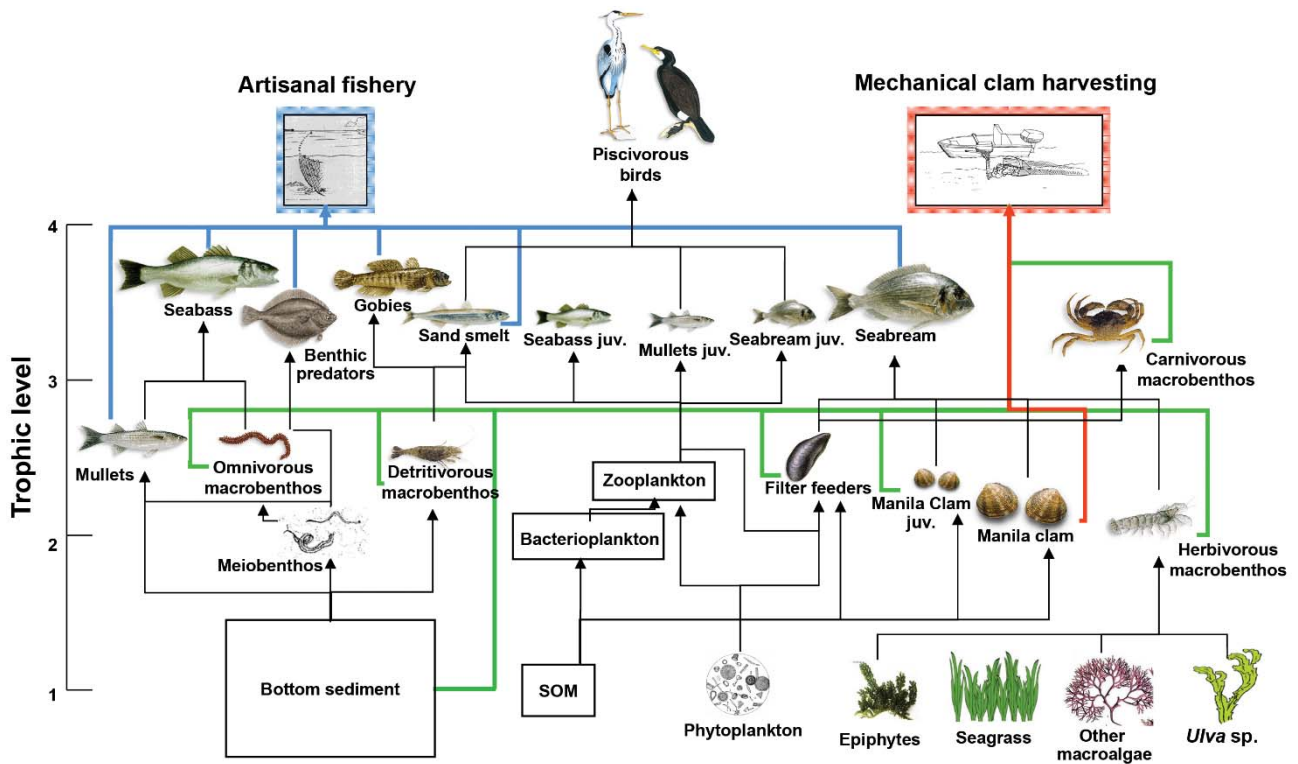 Artisanal fishery
Mechanical clam harvesting
Piscivorous
birds
Trophic level
4
3
2
1
Seabass
Benthic
predators
Gobies
Sand smelt
Seabass juv.
Mullets juv.
Seabream juv.
Seabream
Carnivorous
macrobenthos
Mullets
Omnivorous
macrobenthos
Detritivorous
macrobenthos
Zooplankton
Filter feeders
Manila Clam
juv.
Manila clam
Herbivorous
macrobenthos
Meiobenthos
Bacterioplankton
Bottom sediment
SOM
Phytoplankton
Epiphytes
Seagrass
Other
macroalgae
Ulva sp.